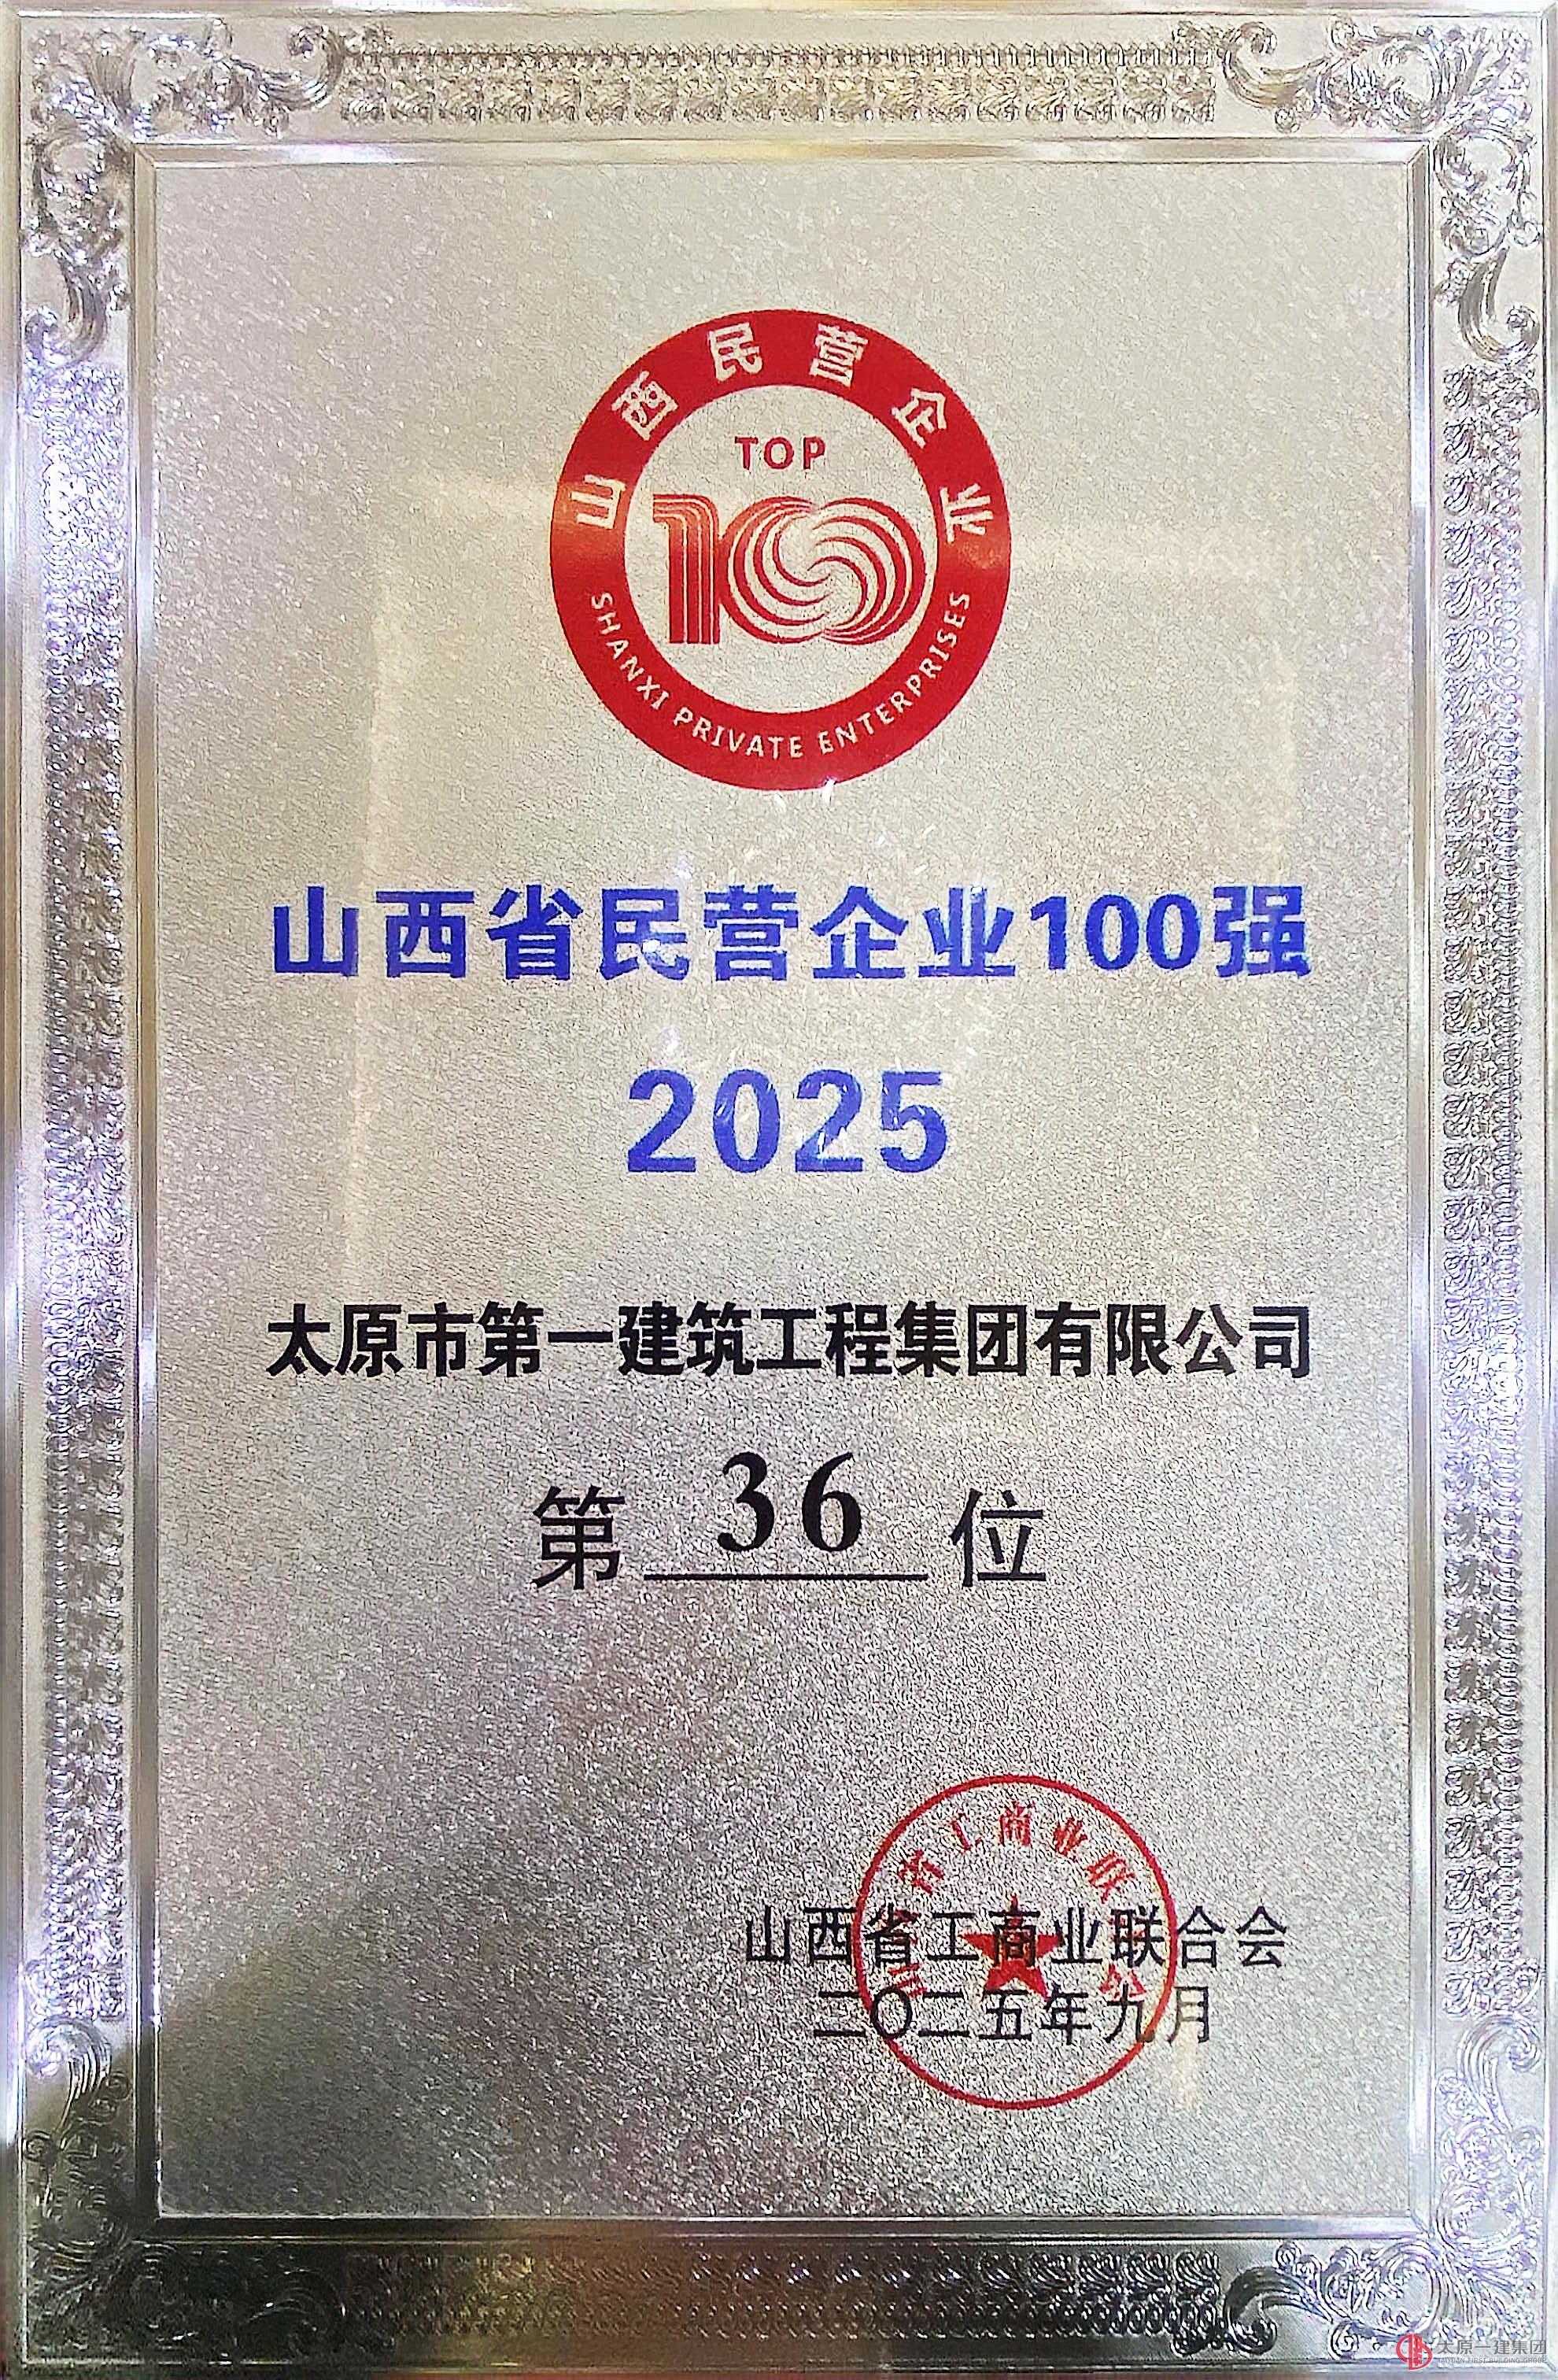 山西民营企业
TOP
100
SHANXI PRIVATE ENTERPRISES
山西省民营企业100强
2025
太原市第一建筑工程集团有限公司
第 36 位
山西省工商业联合会
二〇二五年九月
太原一建集团